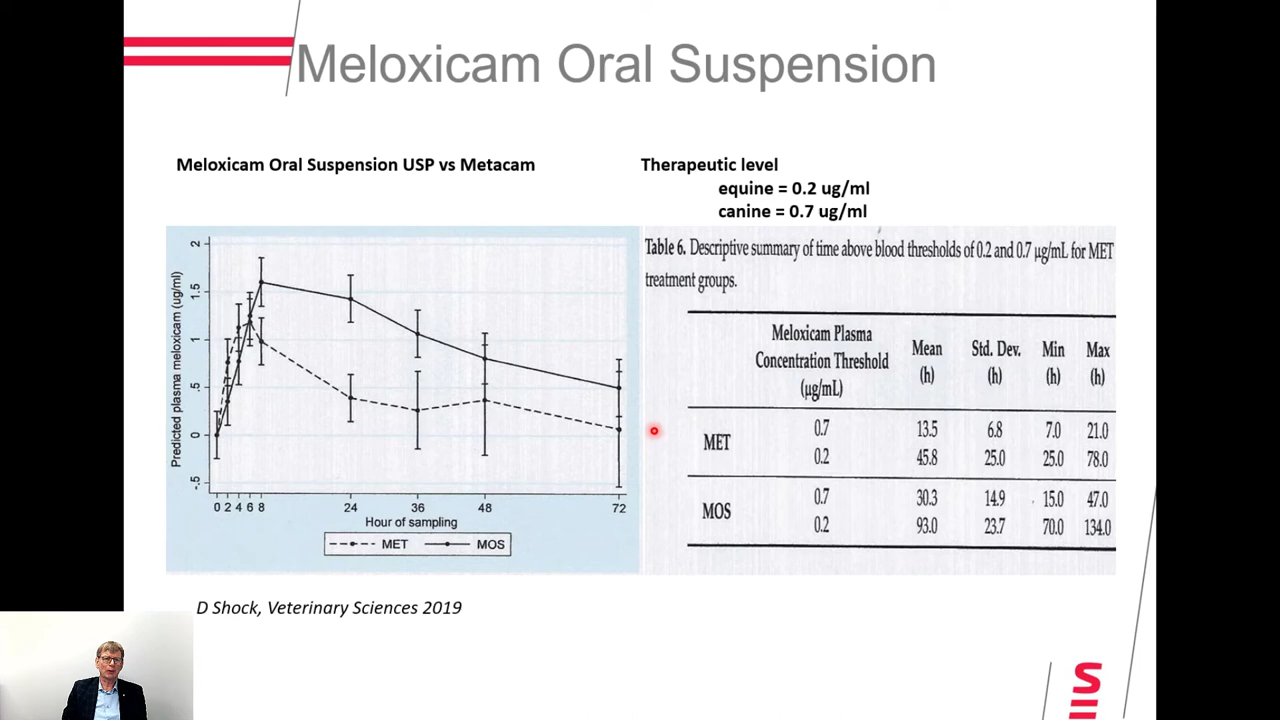 Meloxicam Oral Suspension
Meloxicam Oral Suspension USP vs Metacam
Therapeutic level
equine = 0.2 ug/ml
canine = 0.7 ug/ml
Predicted plasma meloxicam (ug/ml)
2
1.5
1
.5
0
-.5
0 2 4 6 8 24 36 48 72
Hour of sampling
MET MOS
Table 6. Descriptive summary of time above blood thresholds of 0.2 and 0.7 µg/mL for MET
treatment groups.
Meloxicam Plasma
Concentration Threshold
(µg/mL)
Mean
(h)
Std. Dev.
(h)
Min
(h)
Max
(h)
MET
0.7 13.5 6.8 7.0 21.0
0.2 45.8 25.0 25.0 78.0
MOS
0.7 30.3 14.9 15.0 47.0
0.2 93.0 23.7 70.0 134.0
D Shock, Veterinary Sciences 2019
S